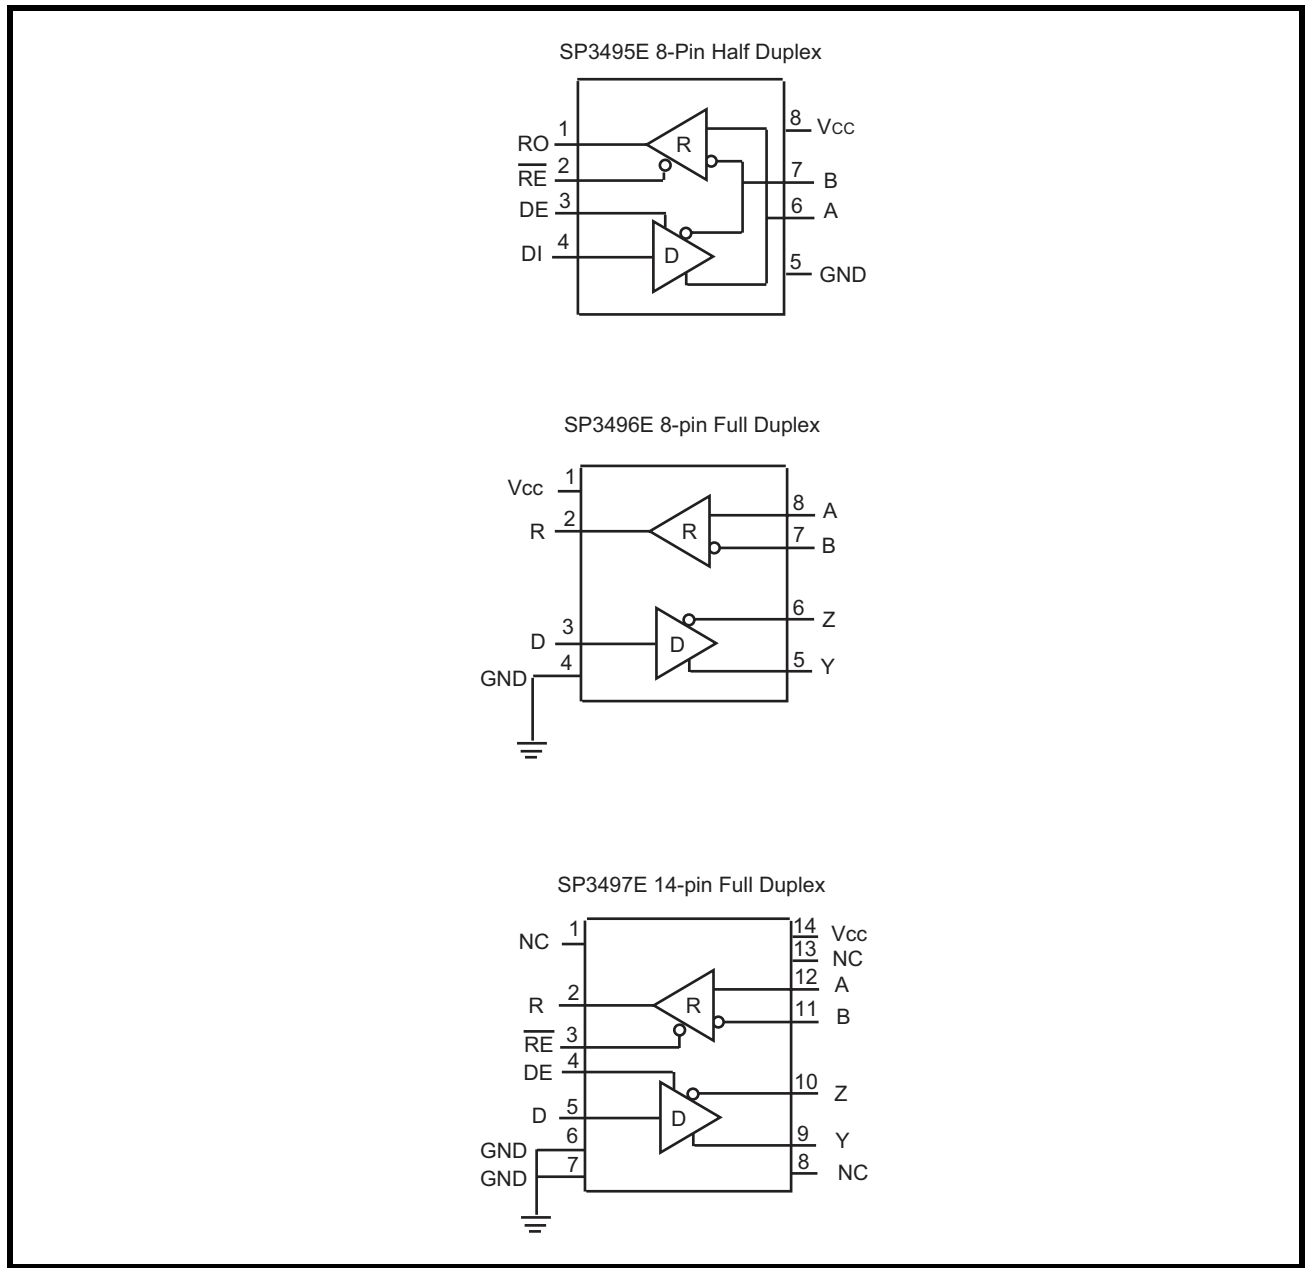 SP3495E 8-Pin Half Duplex
RO 1
RE 2
DE 3
DI 4
R
D
8 VCC
7 B
6 A
5 GND
SP3496E 8-pin Full Duplex
Vcc 1
R 2
D 3
GND 4
R
D
8 A
7 B
6 Z
5 Y
SP3497E 14-pin Full Duplex
NC 1
R 2
RE 3
DE 4
D 5
GND 6
GND 7
R
D
14 Vcc
13 NC
12 A
11 B
10 Z
9 Y
8 NC